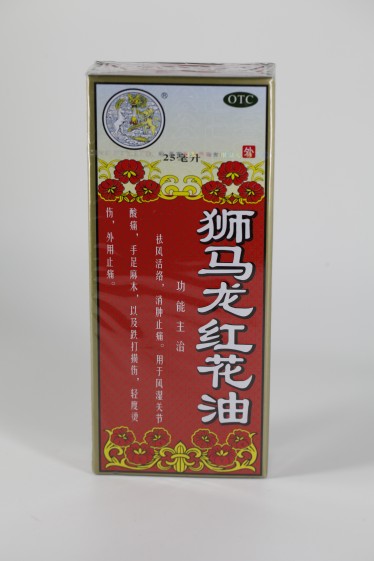 OTC
25毫升
狮马龙红花油
功能主治
祛风活络，消肿止痛。用于风湿关节
酸痛，手足麻木，以及跌打损伤，轻度烫
伤，外用止痛。